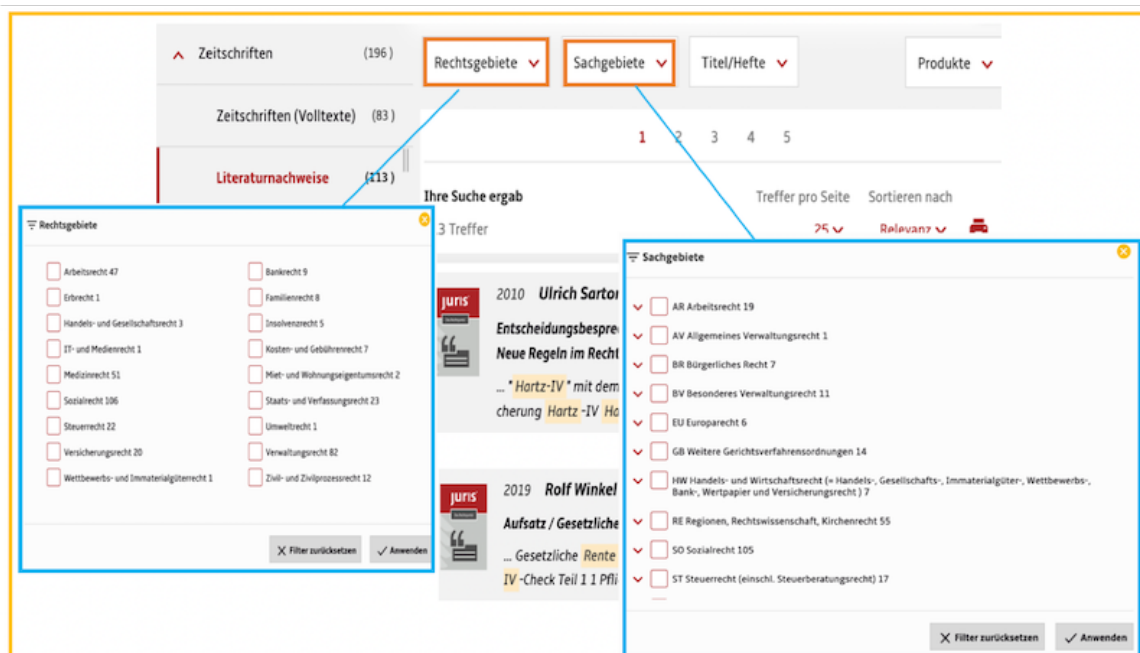 Zeitschriften (196)
Zeitschriften (Volltexte) (83)
Literaturnachweise (113)
Rechtsgebiete
Sachgebiete
Titel/Hefte
Produkte
1 2 3 4 5
Ihre Suche ergab
3 Treffer
Treffer pro Seite
25
Sortieren nach
Relevanz
juris
2010 Ulrich Sartor
Entscheidungsbespre
Neue Regeln im Recht
... " Hartz-IV " mit dem
cherung Hartz -IV Ha
juris
2019 Rolf Winkel
Aufsatz / Gesetzliche
... Gesetzliche Rente
IV -Check Teil 1 1 Pfli
Rechtsgebiete
Arbeitsrecht 47
Bankrecht 9
Erbrecht 1
Familienrecht 8
Handels- und Gesellschaftsrecht 3
Insolvenzrecht 5
IT- und Medienrecht 1
Kosten- und Gebührenrecht 7
Medizinrecht 51
Miet- und Wohnungseigentumsrecht 2
Sozialrecht 106
Staats- und Verfassungsrecht 23
Steuerrecht 22
Umweltrecht 1
Versicherungsrecht 20
Verwaltungsrecht 82
Wettbewerbs- und Immaterialgüterrecht 1
Zivil- und Zivilprozessrecht 12
Filter zurücksetzen
Anwenden
Sachgebiete
AR Arbeitsrecht 19
AV Allgemeines Verwaltungsrecht 1
BR Bürgerliches Recht 7
BV Besonderes Verwaltungsrecht 11
EU Europarecht 6
GB Weitere Gerichtsverfahrensordnungen 14
HW Handels- und Wirtschaftsrecht (= Handels-, Gesellschafts-, Immaterialgüter-, Wettbewerbs-,
Bank-, Wertpapier und Versicherungsrecht ) 7
RE Regionen, Rechtswissenschaft, Kirchenrecht 55
SO Sozialrecht 105
ST Steuerrecht (einschl. Steuerberatungsrecht) 17
Filter zurücksetzen
Anwenden